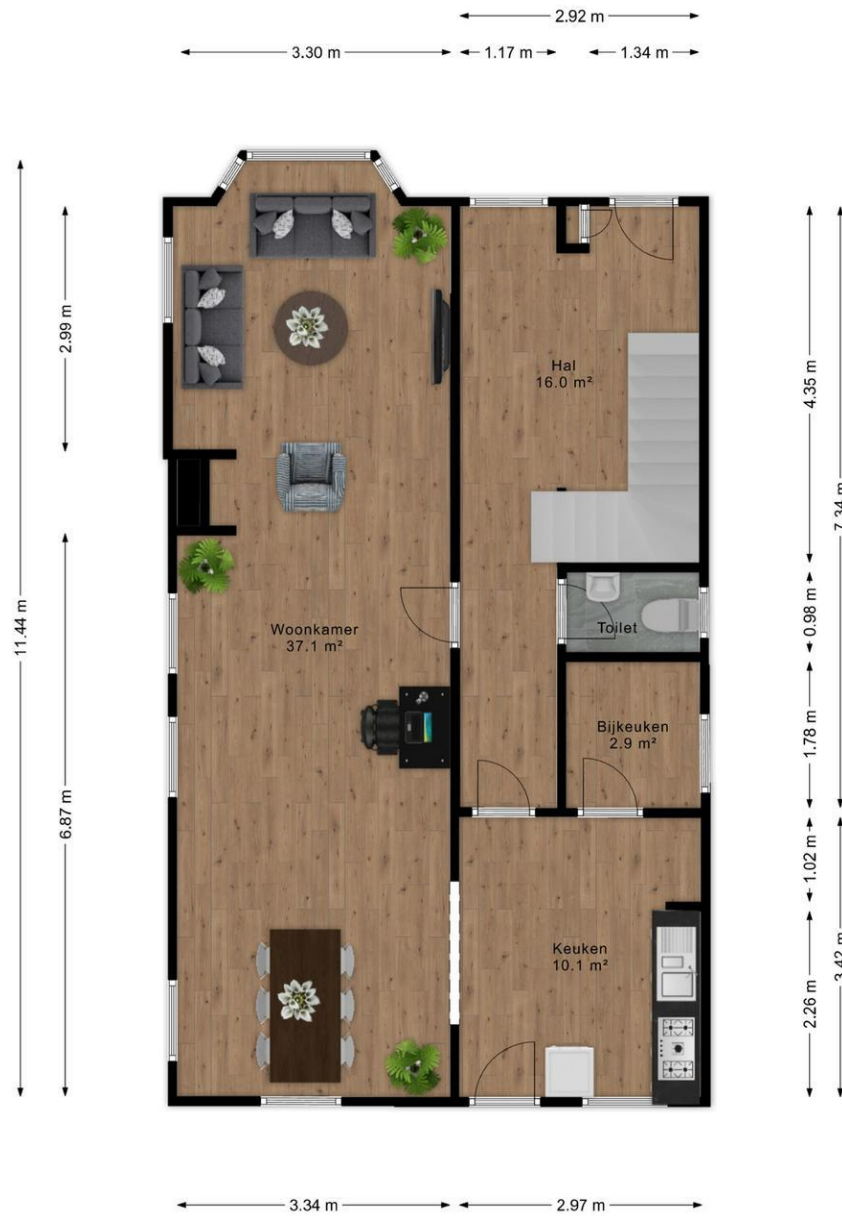 2.92 m
3.30 m
1.17 m
1.34 m
2.99 m
4.35 m
7.34 m
Hal
16.0 m²
11.44 m
0.98 m
Woonkamer
37.1 m²
Toilet
1.78 m
Bijkeuken
2.9 m²
6.87 m
1.02 m
Keuken
10.1 m²
2.26 m
3.42 m
3.34 m
2.97 m